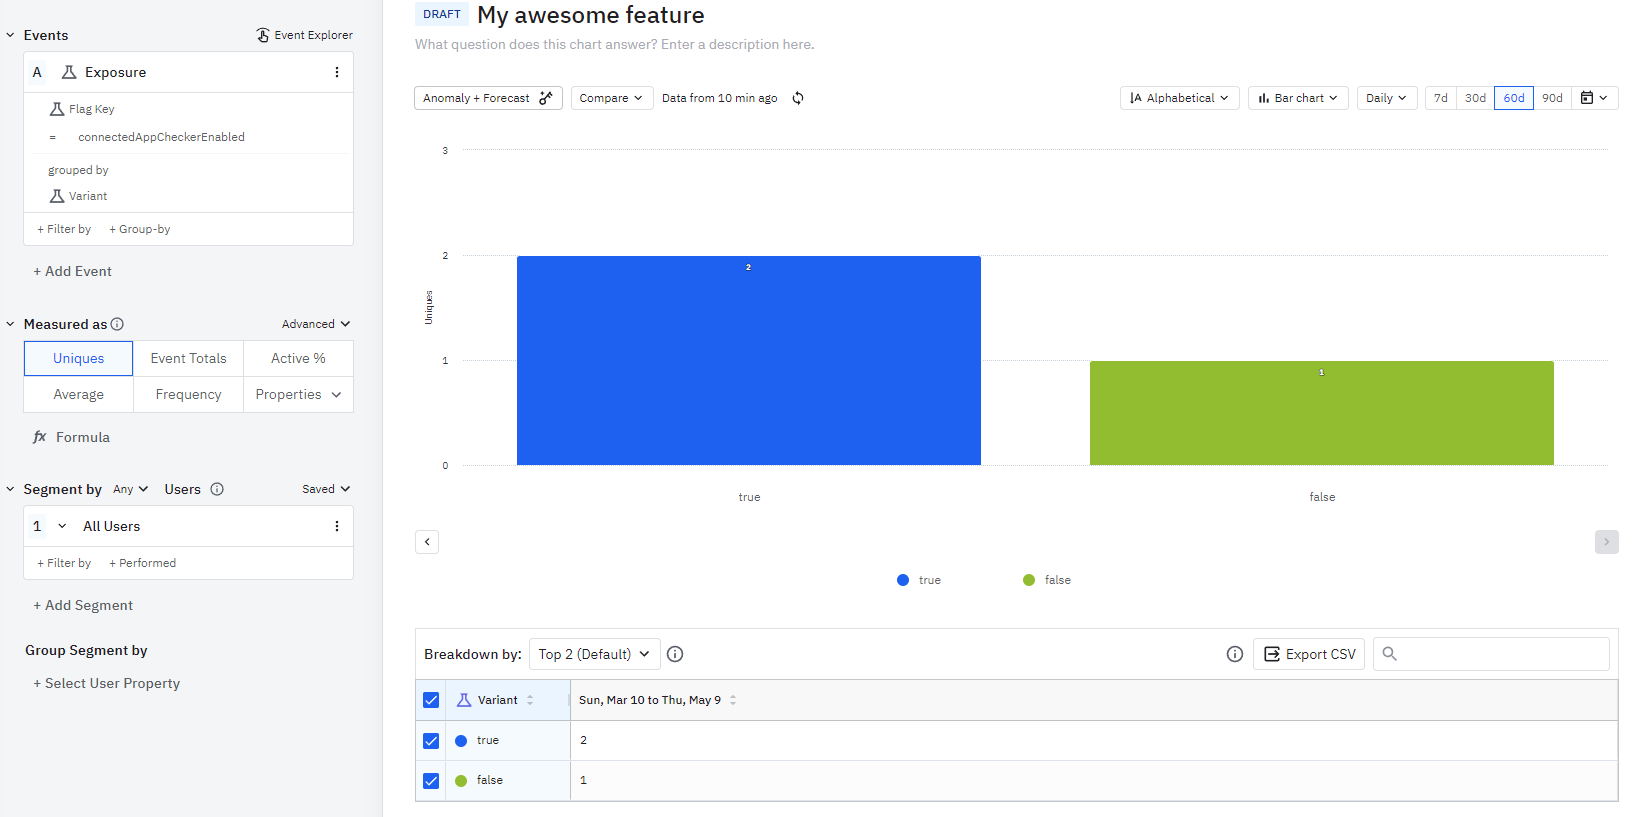 Events
Event Explorer
A Exposure
Flag Key
= connectedAppCheckerEnabled
grouped by
Variant
+ Filter by + Group-by
+ Add Event
Measured as
Advanced
Uniques Event Totals Active %
Average Frequency Properties
fx Formula
Segment by Any Users Saved
1 All Users
+ Filter by + Performed
+ Add Segment
Group Segment by
+ Select User Property
DRAFT My awesome feature
What question does this chart answer? Enter a description here.
Anomaly + Forecast Compare Data from 10 min ago
Alphabetical Bar chart Daily 7d 30d 60d 90d
3
2
1
0
Uniques
2
1
true false
true false
Breakdown by: Top 2 (Default) Export CSV
Variant Sun, Mar 10 to Thu, May 9
true 2
false 1